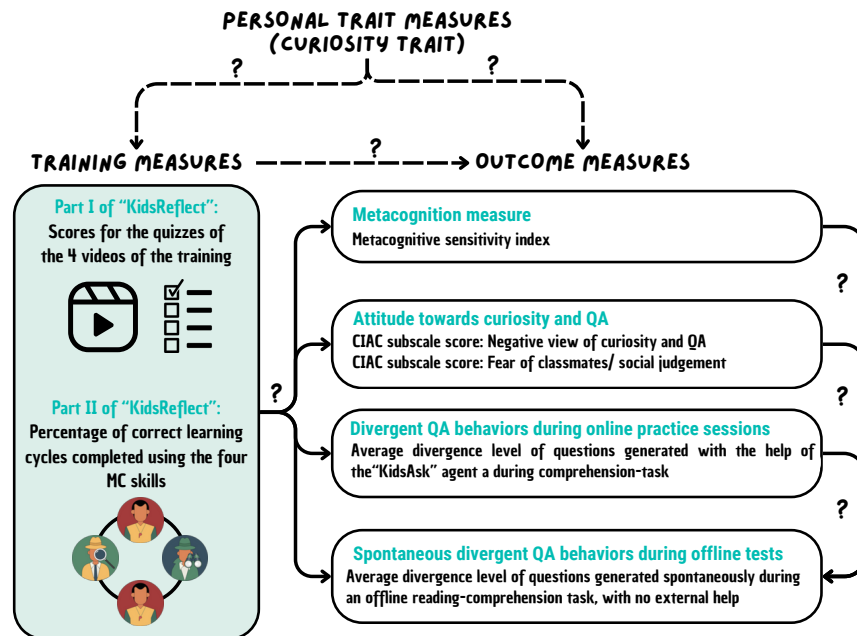 PERSONAL TRAIT MEASURES
(CURIOSITY TRAIT)
?
?
?
TRAINING MEASURES
OUTCOME MEASURES
Part I of "KidsReflect":
Scores for the quizzes of
the 4 videos of the training
Part II of "KidsReflect":
Percentage of correct learning
cycles completed using the four
MC skills
?
Metacognition measure
Metacognitive sensitivity index
?
Attitude towards curiosity and QA
CIAC subscale score: Negative view of curiosity and QA
CIAC subscale score: Fear of classmates/ social judgement
?
Divergent QA behaviors during online practice sessions
Average divergence level of questions generated with the help of
the"KidsAsk" agent a during comprehension-task
?
Spontaneous divergent QA behaviors during offline tests
Average divergence level of questions generated spontaneously during
an offline reading-comprehension task, with no external help